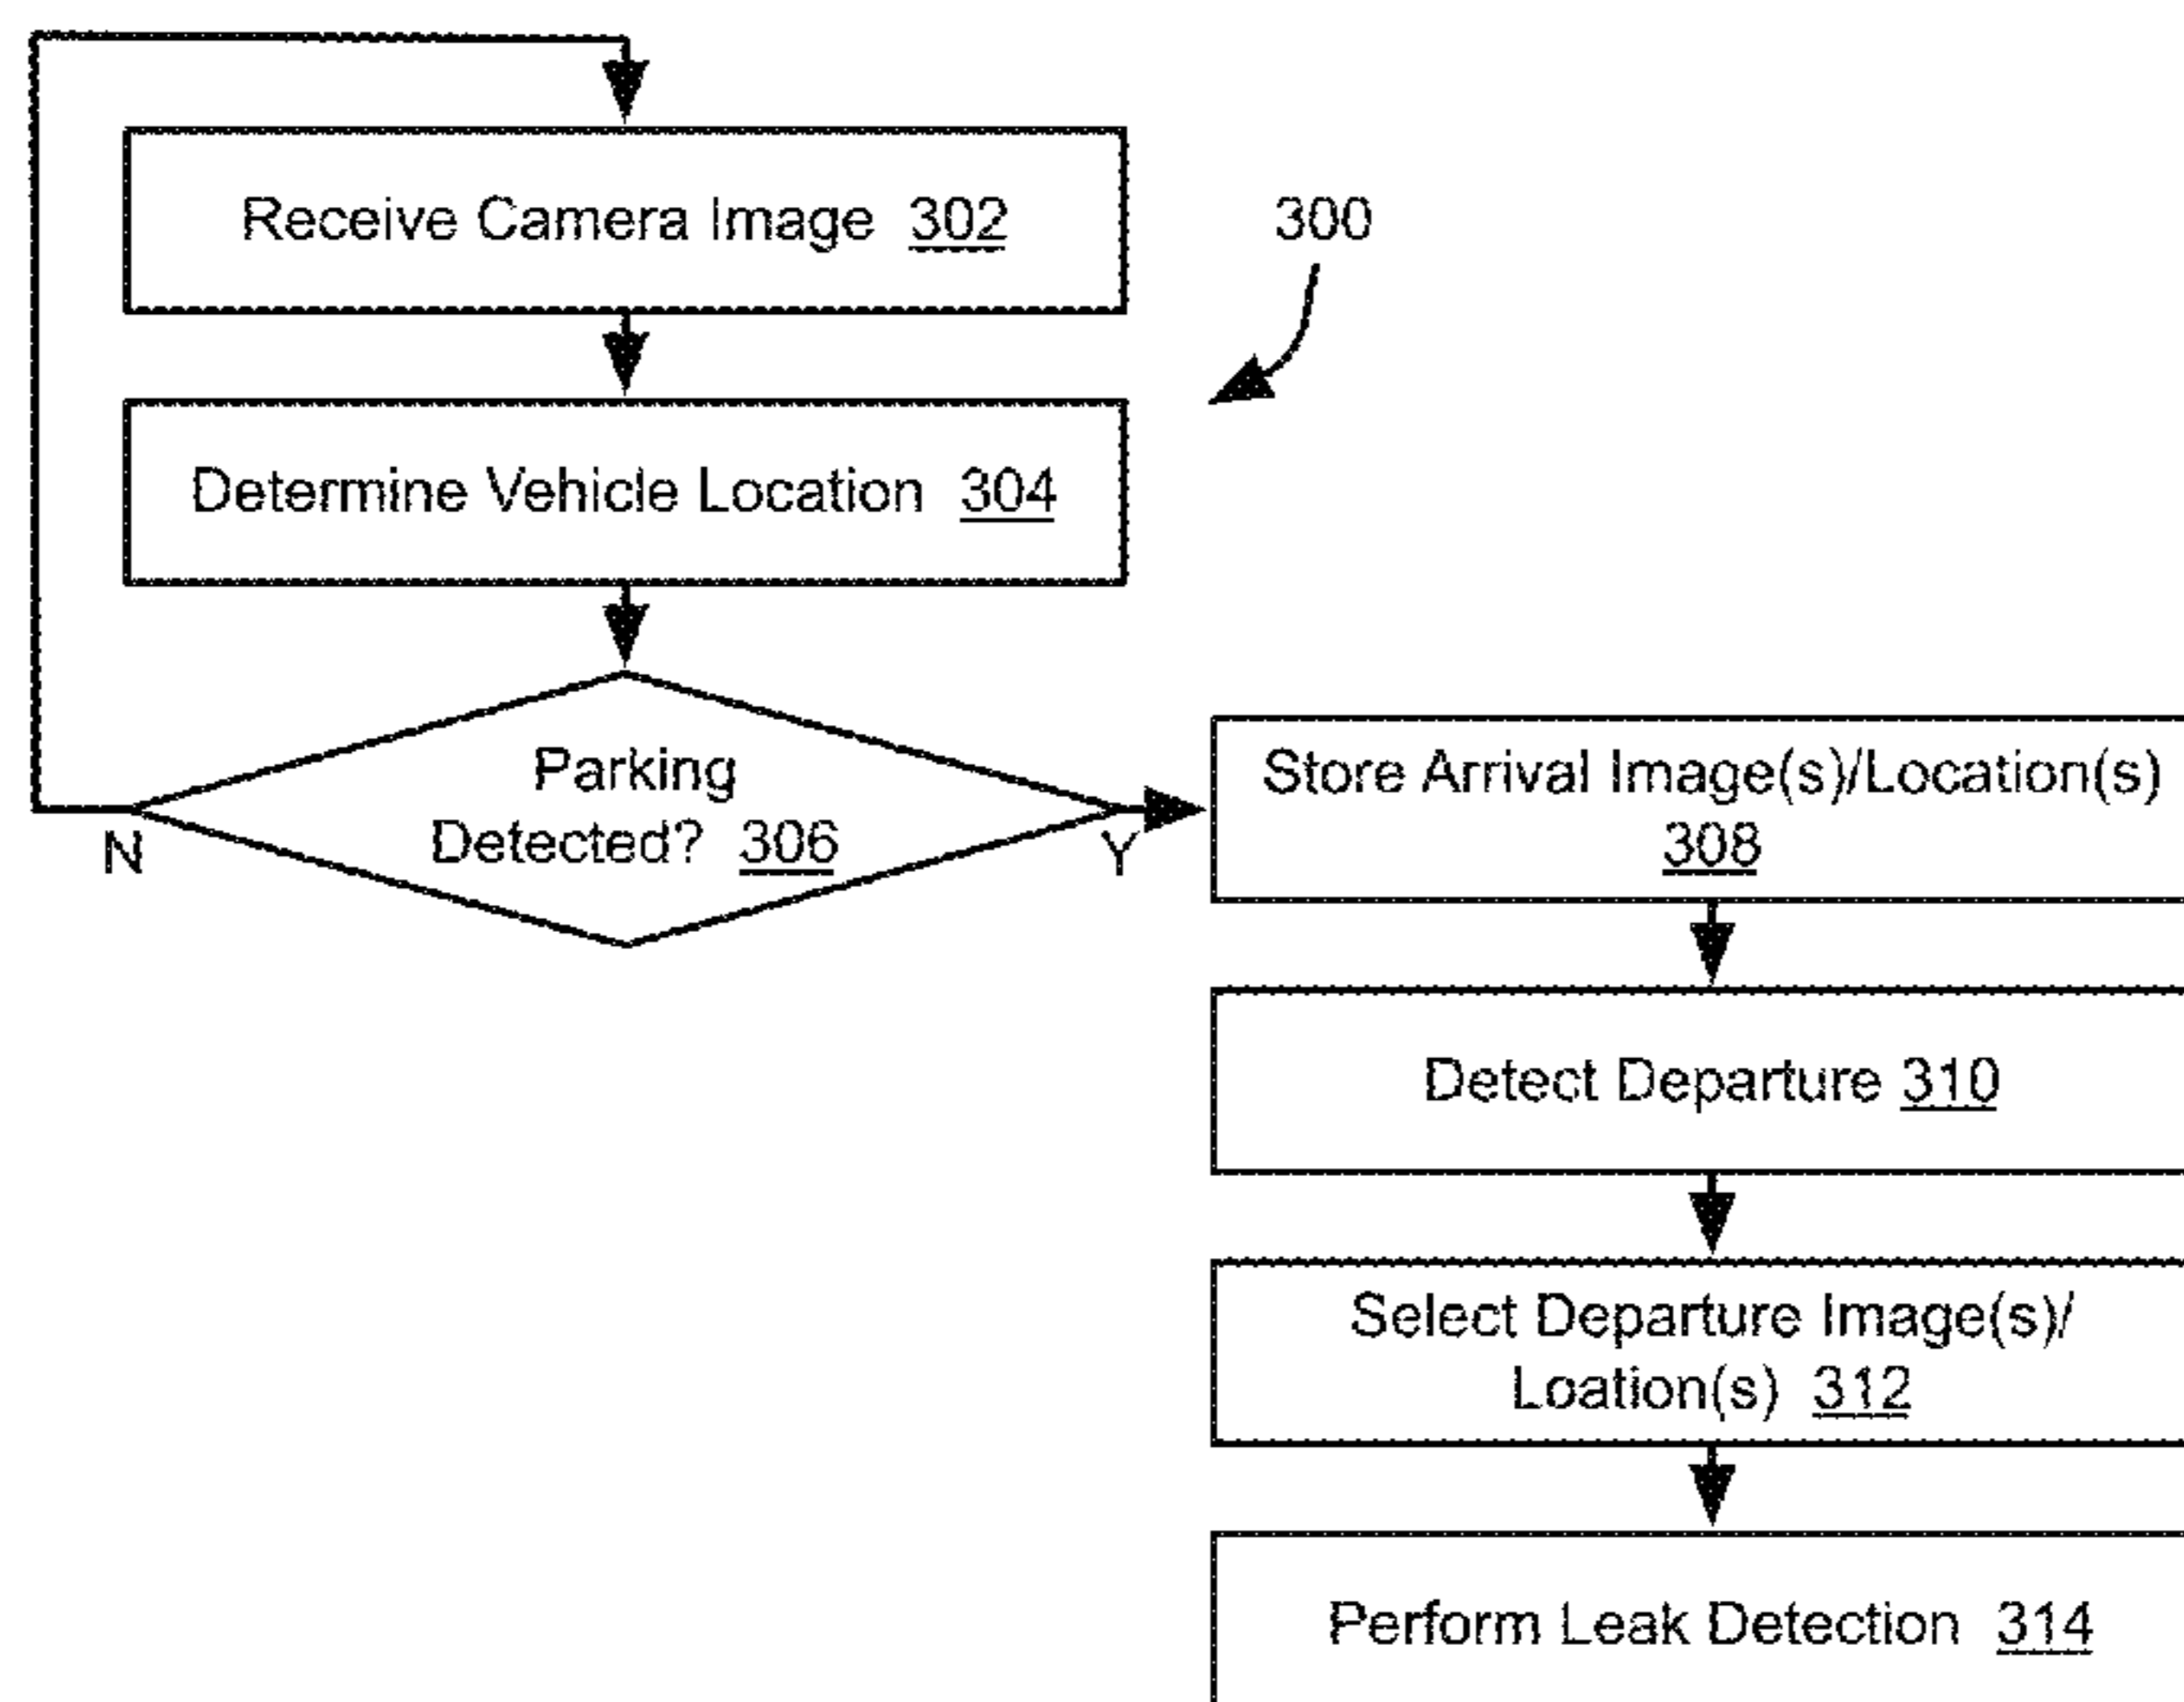 Receive Camera Image 302
300
Determine Vehicle Location 304
Parking
Detected? 306
N
Y
Store Arrival Image(s)/Location(s)
308
Detect Departure 310
Select Departure Image(s)/
Loation(s) 312
Perform Leak Detection 314